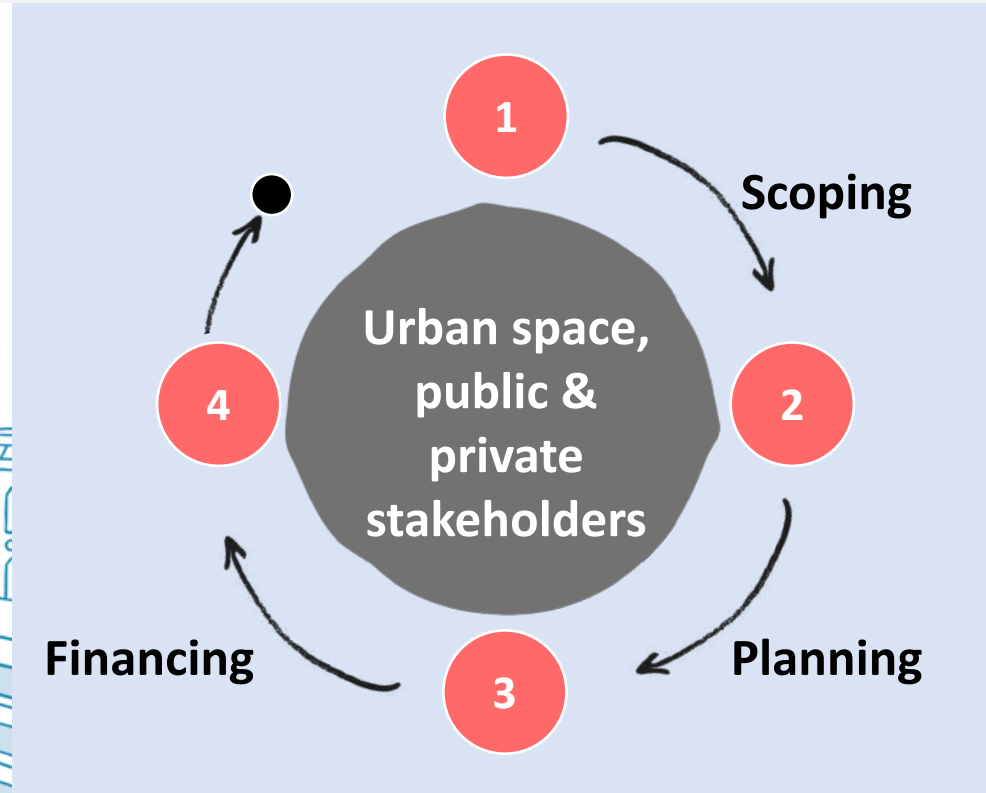 1
Scoping
Urban space,
public &
private
stakeholders
4
2
Financing
Planning
3